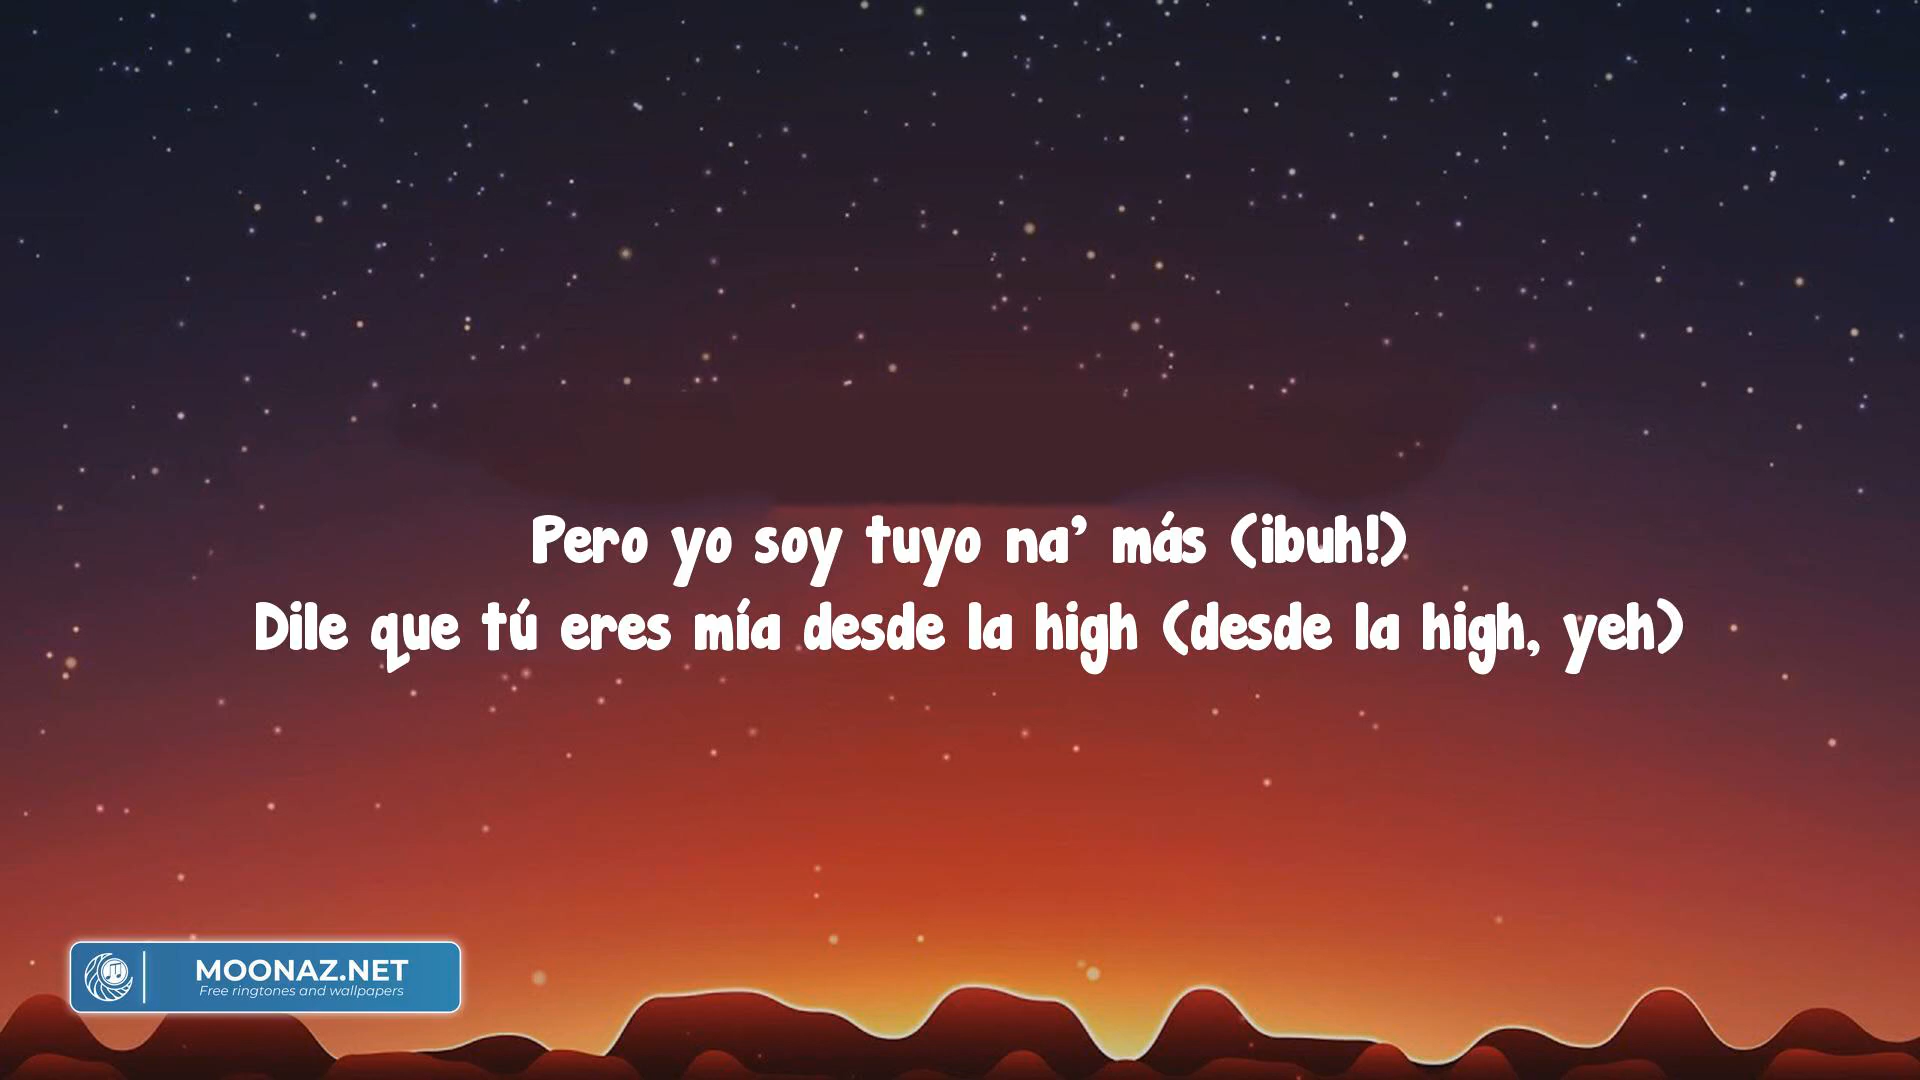 Pero yo soy tuyo na' más (ibuh!)
Dile que tú eres mía desde la high (desde la high, yeh)
MOONAZ.NET
Free ringtones and wallpapers